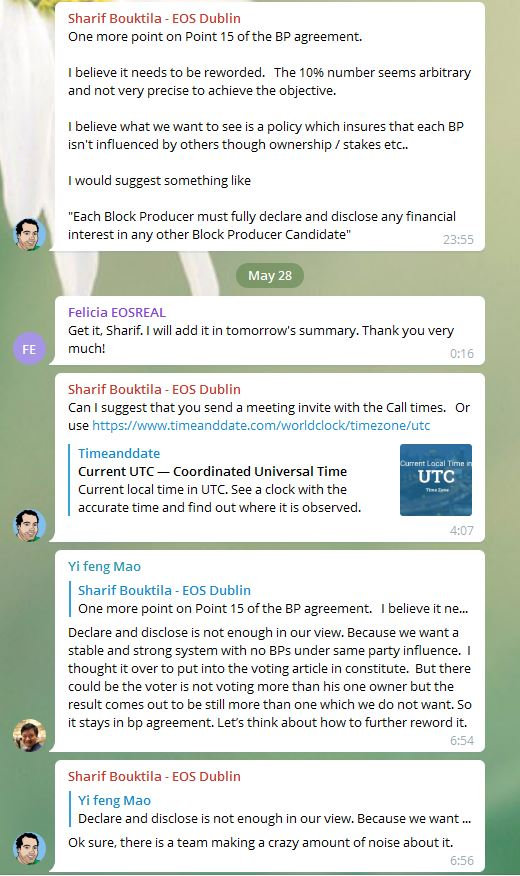 Sharif Bouktila - EOS Dublin
One more point on Point 15 of the BP agreement.
I believe it needs to be reworded.  The 10% number seems arbitrary
and not very precise to achieve the objective.
I believe what we want to see is a policy which insures that each BP
isn't influenced by others though ownership / stakes etc..
I would suggest something like
"Each Block Producer must fully declare and disclose any financial
interest in any other Block Producer Candidate"
23:55
May 28
FE
Felicia EOSREAL
Get it, Sharif. I will add it in tomorrow's summary. Thank you very
much!
0:16
Sharif Bouktila - EOS Dublin
Can I suggest that you send a meeting invite with the Call times.  Or
use https://www.timeanddate.com/worldclock/timezone/utc
Timeanddate
Current UTC — Coordinated Universal Time
Current local time in UTC. See a clock with the
accurate time and find out where it is observed.
Current Local Time in
UTC
Time Zone
4:07
Yi feng Mao
Sharif Bouktila - EOS Dublin
One more point on Point 15 of the BP agreement.  I believe it ne...
Declare and disclose is not enough in our view. Because we want a
stable and strong system with no BPs under same party influence.  I
thought it over to put into the voting article in constitute.  But there
could be the voter is not voting more than his one owner but the
result comes out to be still more than one which we do not want. So
it stays in bp agreement. Let's think about how to further reword it.
6:54
Sharif Bouktila - EOS Dublin
Yi feng Mao
Declare and disclose is not enough in our view. Because we want ...
Ok sure, there is a team making a crazy amount of noise about it.
6:56